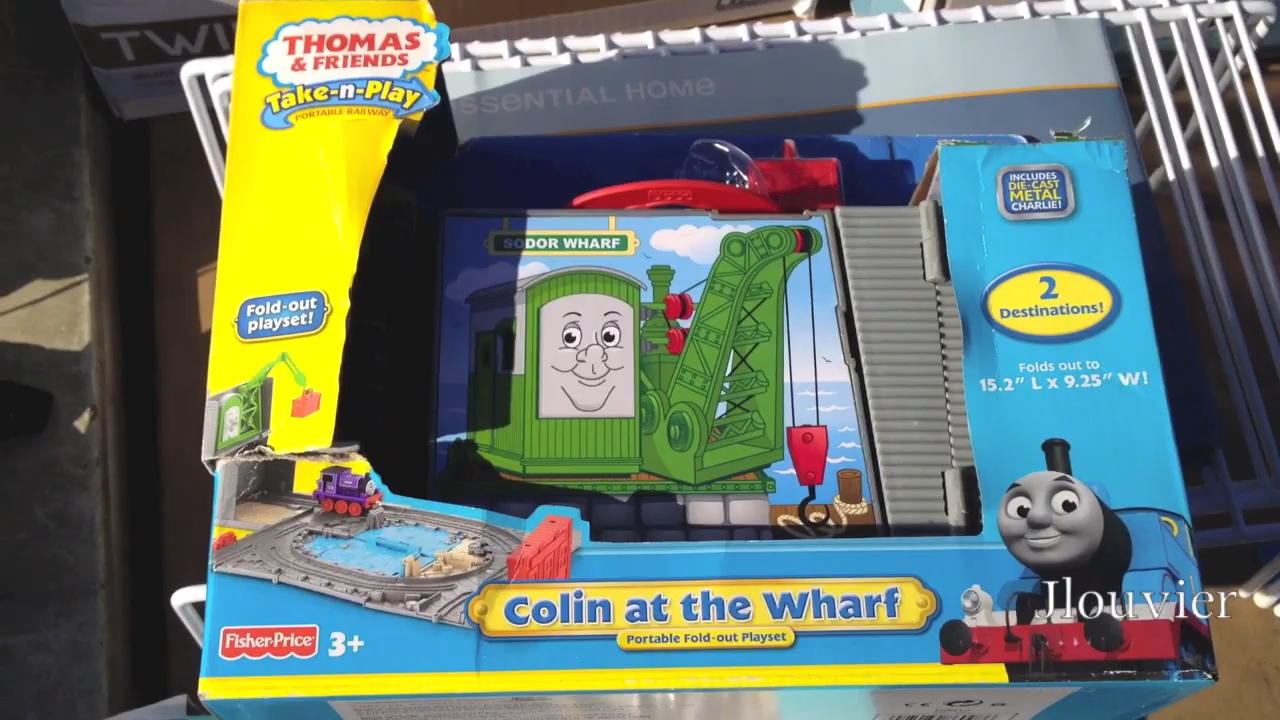 TWI
THOMAS
& FRIENDS
Take-n-Play
PORTABLE RAILWAY
SSENTIAL HOME
INCLUDES
DIE-CAST
METAL
CHARLIE!
SODOR WHARF
2
Destinations!
Fold-out
playset!
Folds out to
15.2" L x 9.25" W!
Colin at the Wharf
Portable Fold-out Playset
Fisher-Price
3+
Jlouvier
CE